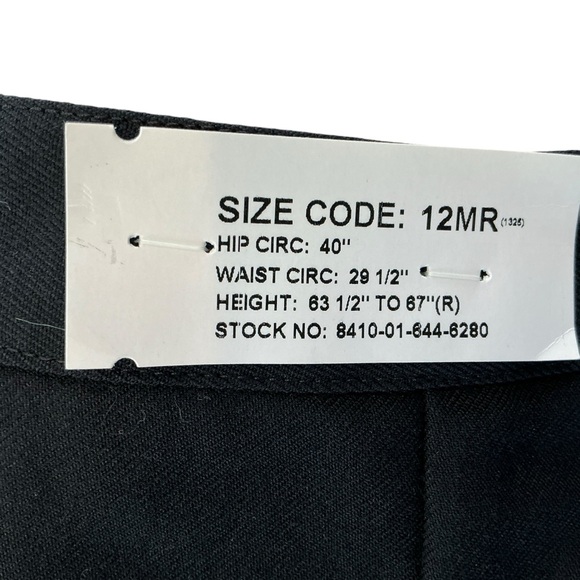 SIZE CODE: 12MR (1325)
HIP CIRC: 40"
WAIST CIRC: 29 1/2"
HEIGHT: 63 1/2" TO 67"(R)
STOCK NO: 8410-01-644-6280